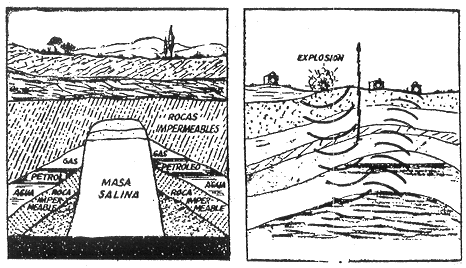 ROCAS
IMPERMEABLES
GAS
PETROL
AGUA
ROCA
IMPER
MEABLE
MASA
SALINA
GAS
PETROLEO
AGUA
ROCA
IMPER
MEABLE
EXPLOSION